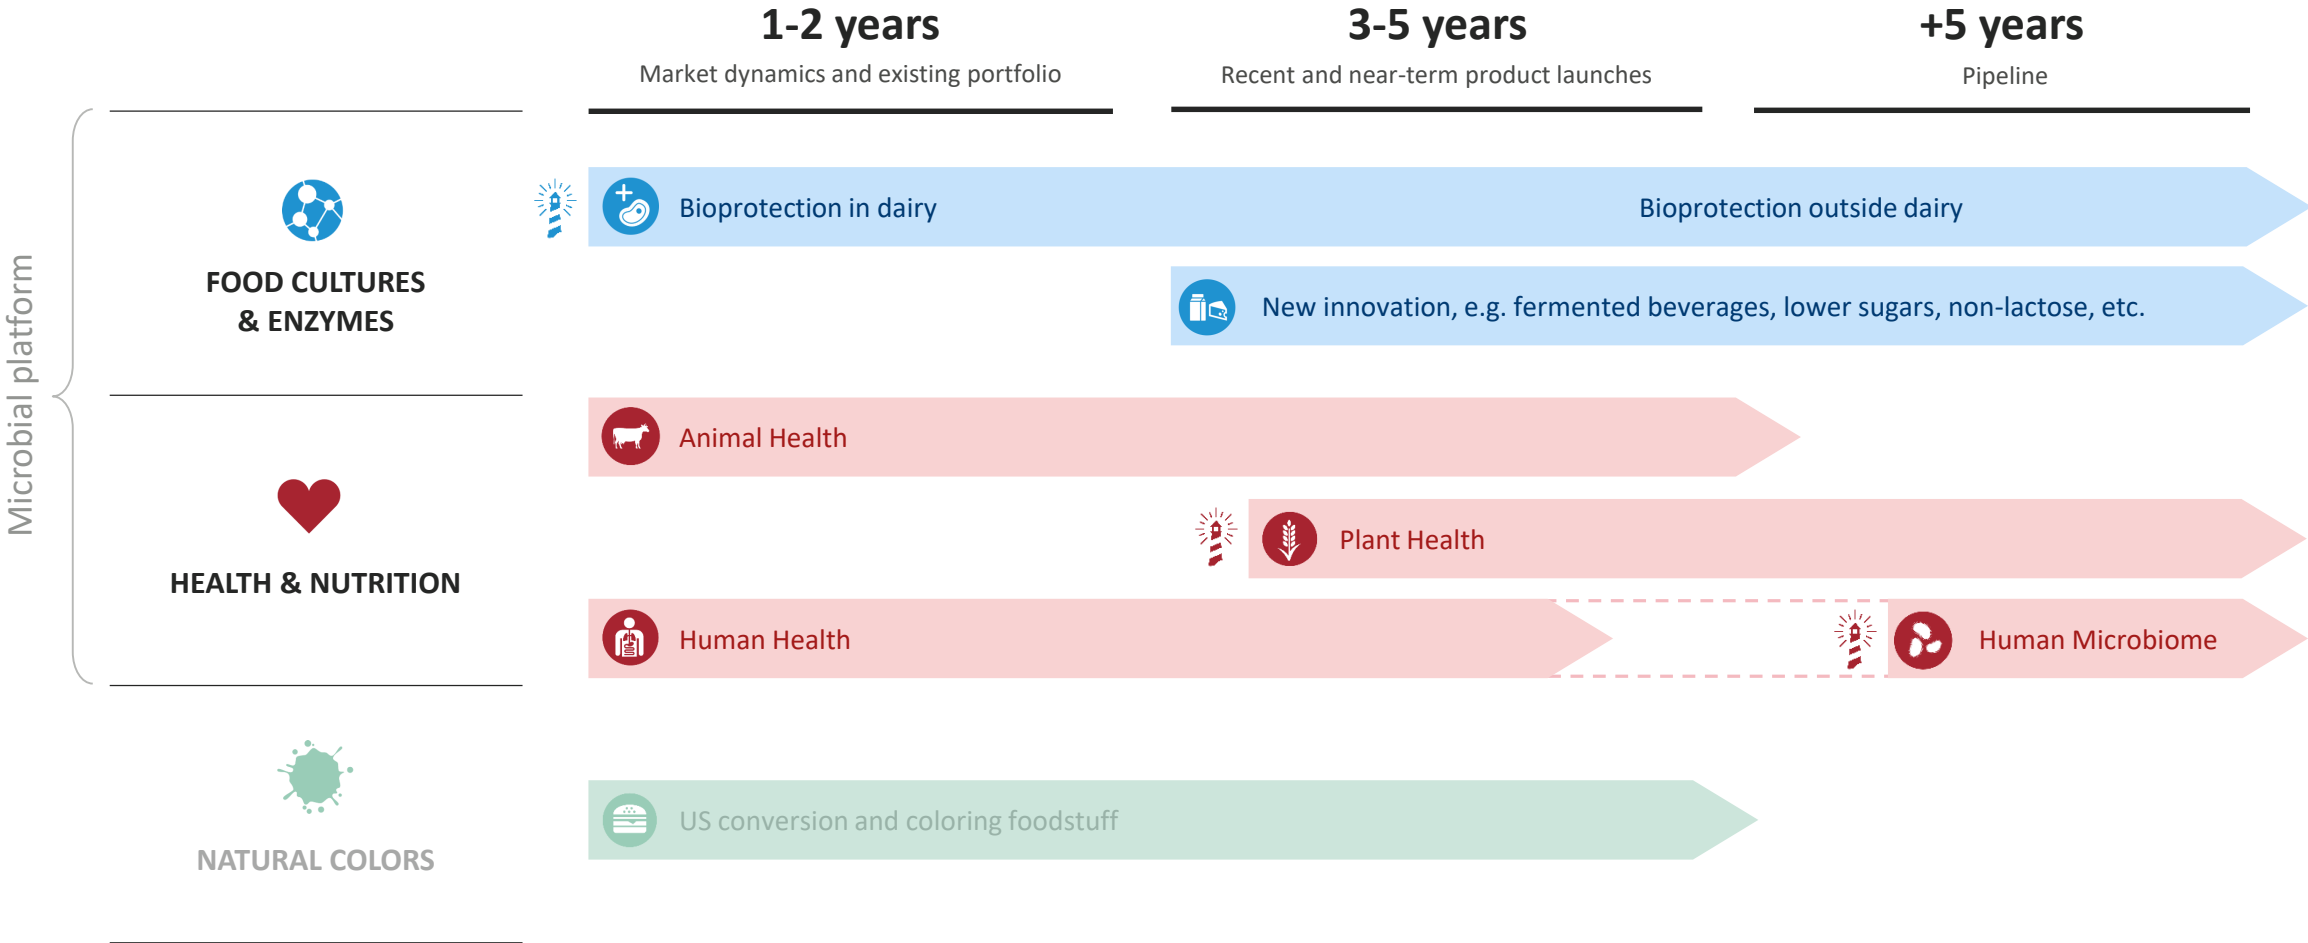 1-2 years
3-5 years
+5 years
Market dynamics and existing portfolio
Recent and near-term product launches
Pipeline
Microbial platform
FOOD CULTURES
& ENZYMES
Bioprotection in dairy
Bioprotection outside dairy
New innovation, e.g. fermented beverages, lower sugars, non-lactose, etc.
HEALTH & NUTRITION
Animal Health
Plant Health
Human Health
Human Microbiome
NATURAL COLORS
US conversion and coloring foodstuff